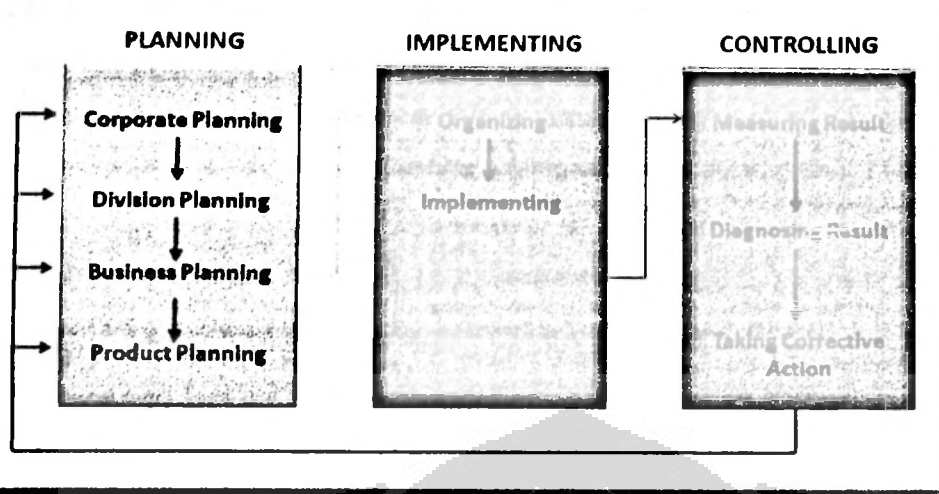 PLANNING
IMPLEMENTING
CONTROLLING
Corporate Planning
Division Planning
Business Planning
Product Planning
Organizing
Implementing
Measuring Result
Diagnosing Result
Taking Corrective
Action